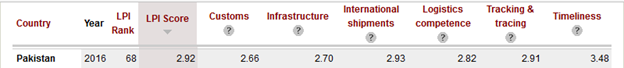 Country Year LPI Rank LPI Score Customs ? Infrastructure ? International shipments ? Logistics competence ? Tracking & tracing ? Timeliness ?
Pakistan 2016 68 2.92 2.66 2.70 2.93 2.82 2.91 3.48